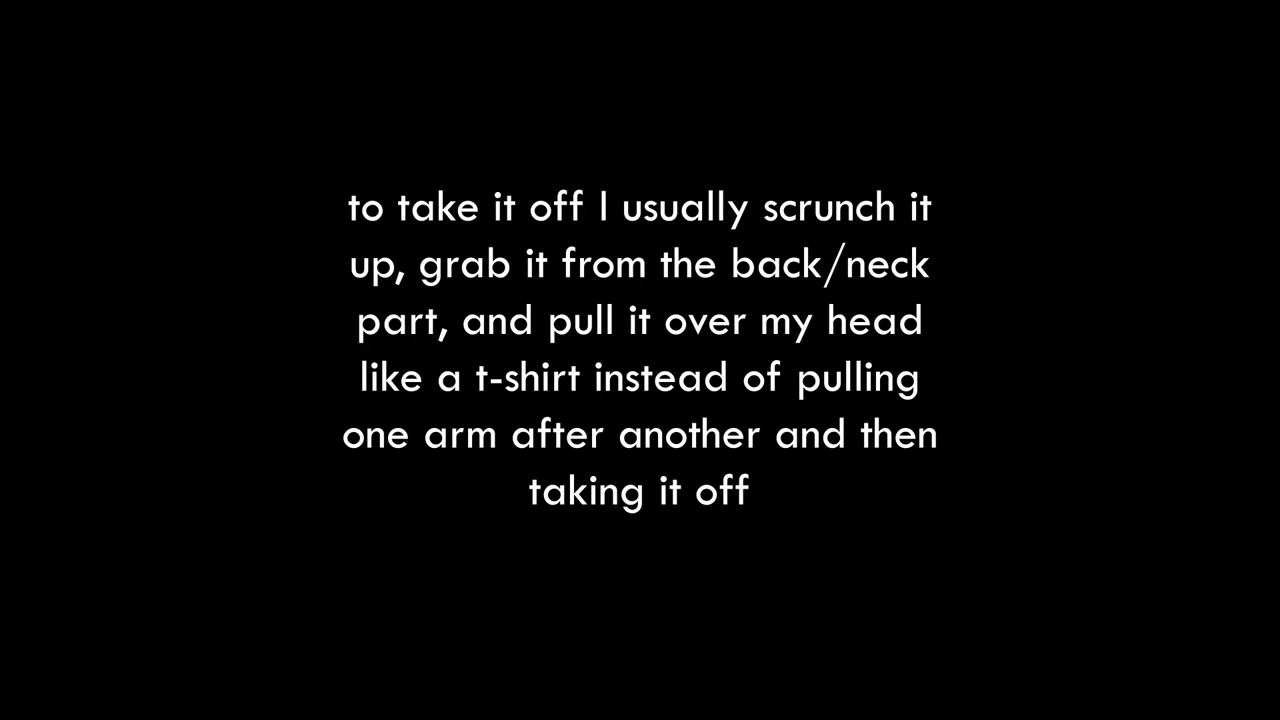 to take it off I usually scrunch it
up, grab it from the back/neck
part, and pull it over my head
like a t-shirt instead of pulling
one arm after another and then
taking it off